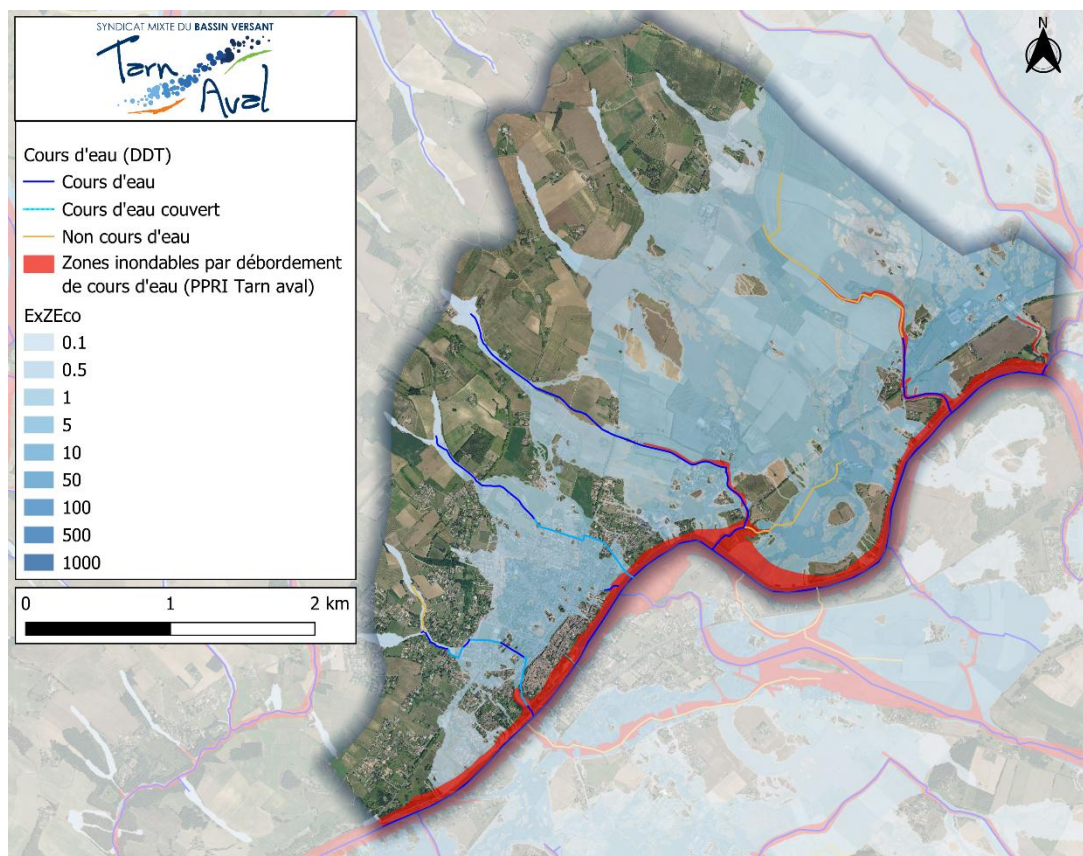 SYNDICAT MIXTE DU BASSIN VERSANT
Tarn
Aval
N
Cours d'eau (DDT)
Cours d'eau
Cours d'eau couvert
Non cours d'eau
Zones inondables par débordement
de cours d'eau (PPRI Tarn aval)
ExZEco
0.1
0.5
1
5
10
50
100
500
1000
0 1 2 km